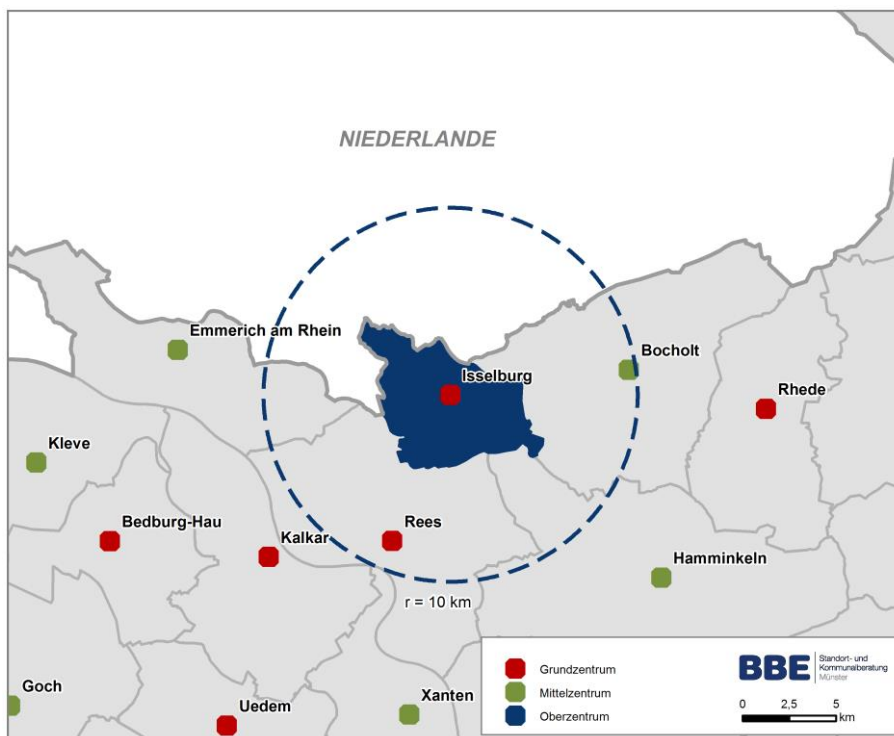 NIEDERLANDE
Emmerich am Rhein
Bocholt
Isselburg
Rhede
Kleve
Bedburg-Hau
Kalkar
Rees
Hamminkeln
r = 10 km
Goch
Uedem
Xanten
Grundzentrum
Mittelzentrum
Oberzentrum
BBE
Standort- und
Kommunalberatung
Münster
0 2,5 5
km